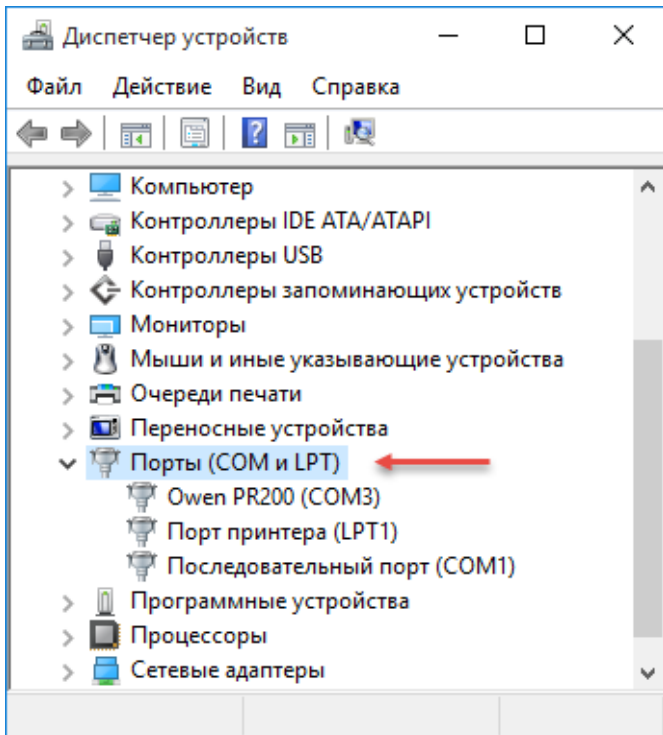 Диспетчер устройств
Файл Действие Вид Справка
Компьютер
Контроллеры IDE ATA/ATAPI
Контроллеры USB
Контроллеры запоминающих устройств
Мониторы
Мыши и иные указывающие устройства
Очереди печати
Переносные устройства
Порты (COM и LPT)
Owen PR200 (COM3)
Порт принтера (LPT1)
Последовательный порт (COM1)
Программные устройства
Процессоры
Сетевые адаптеры